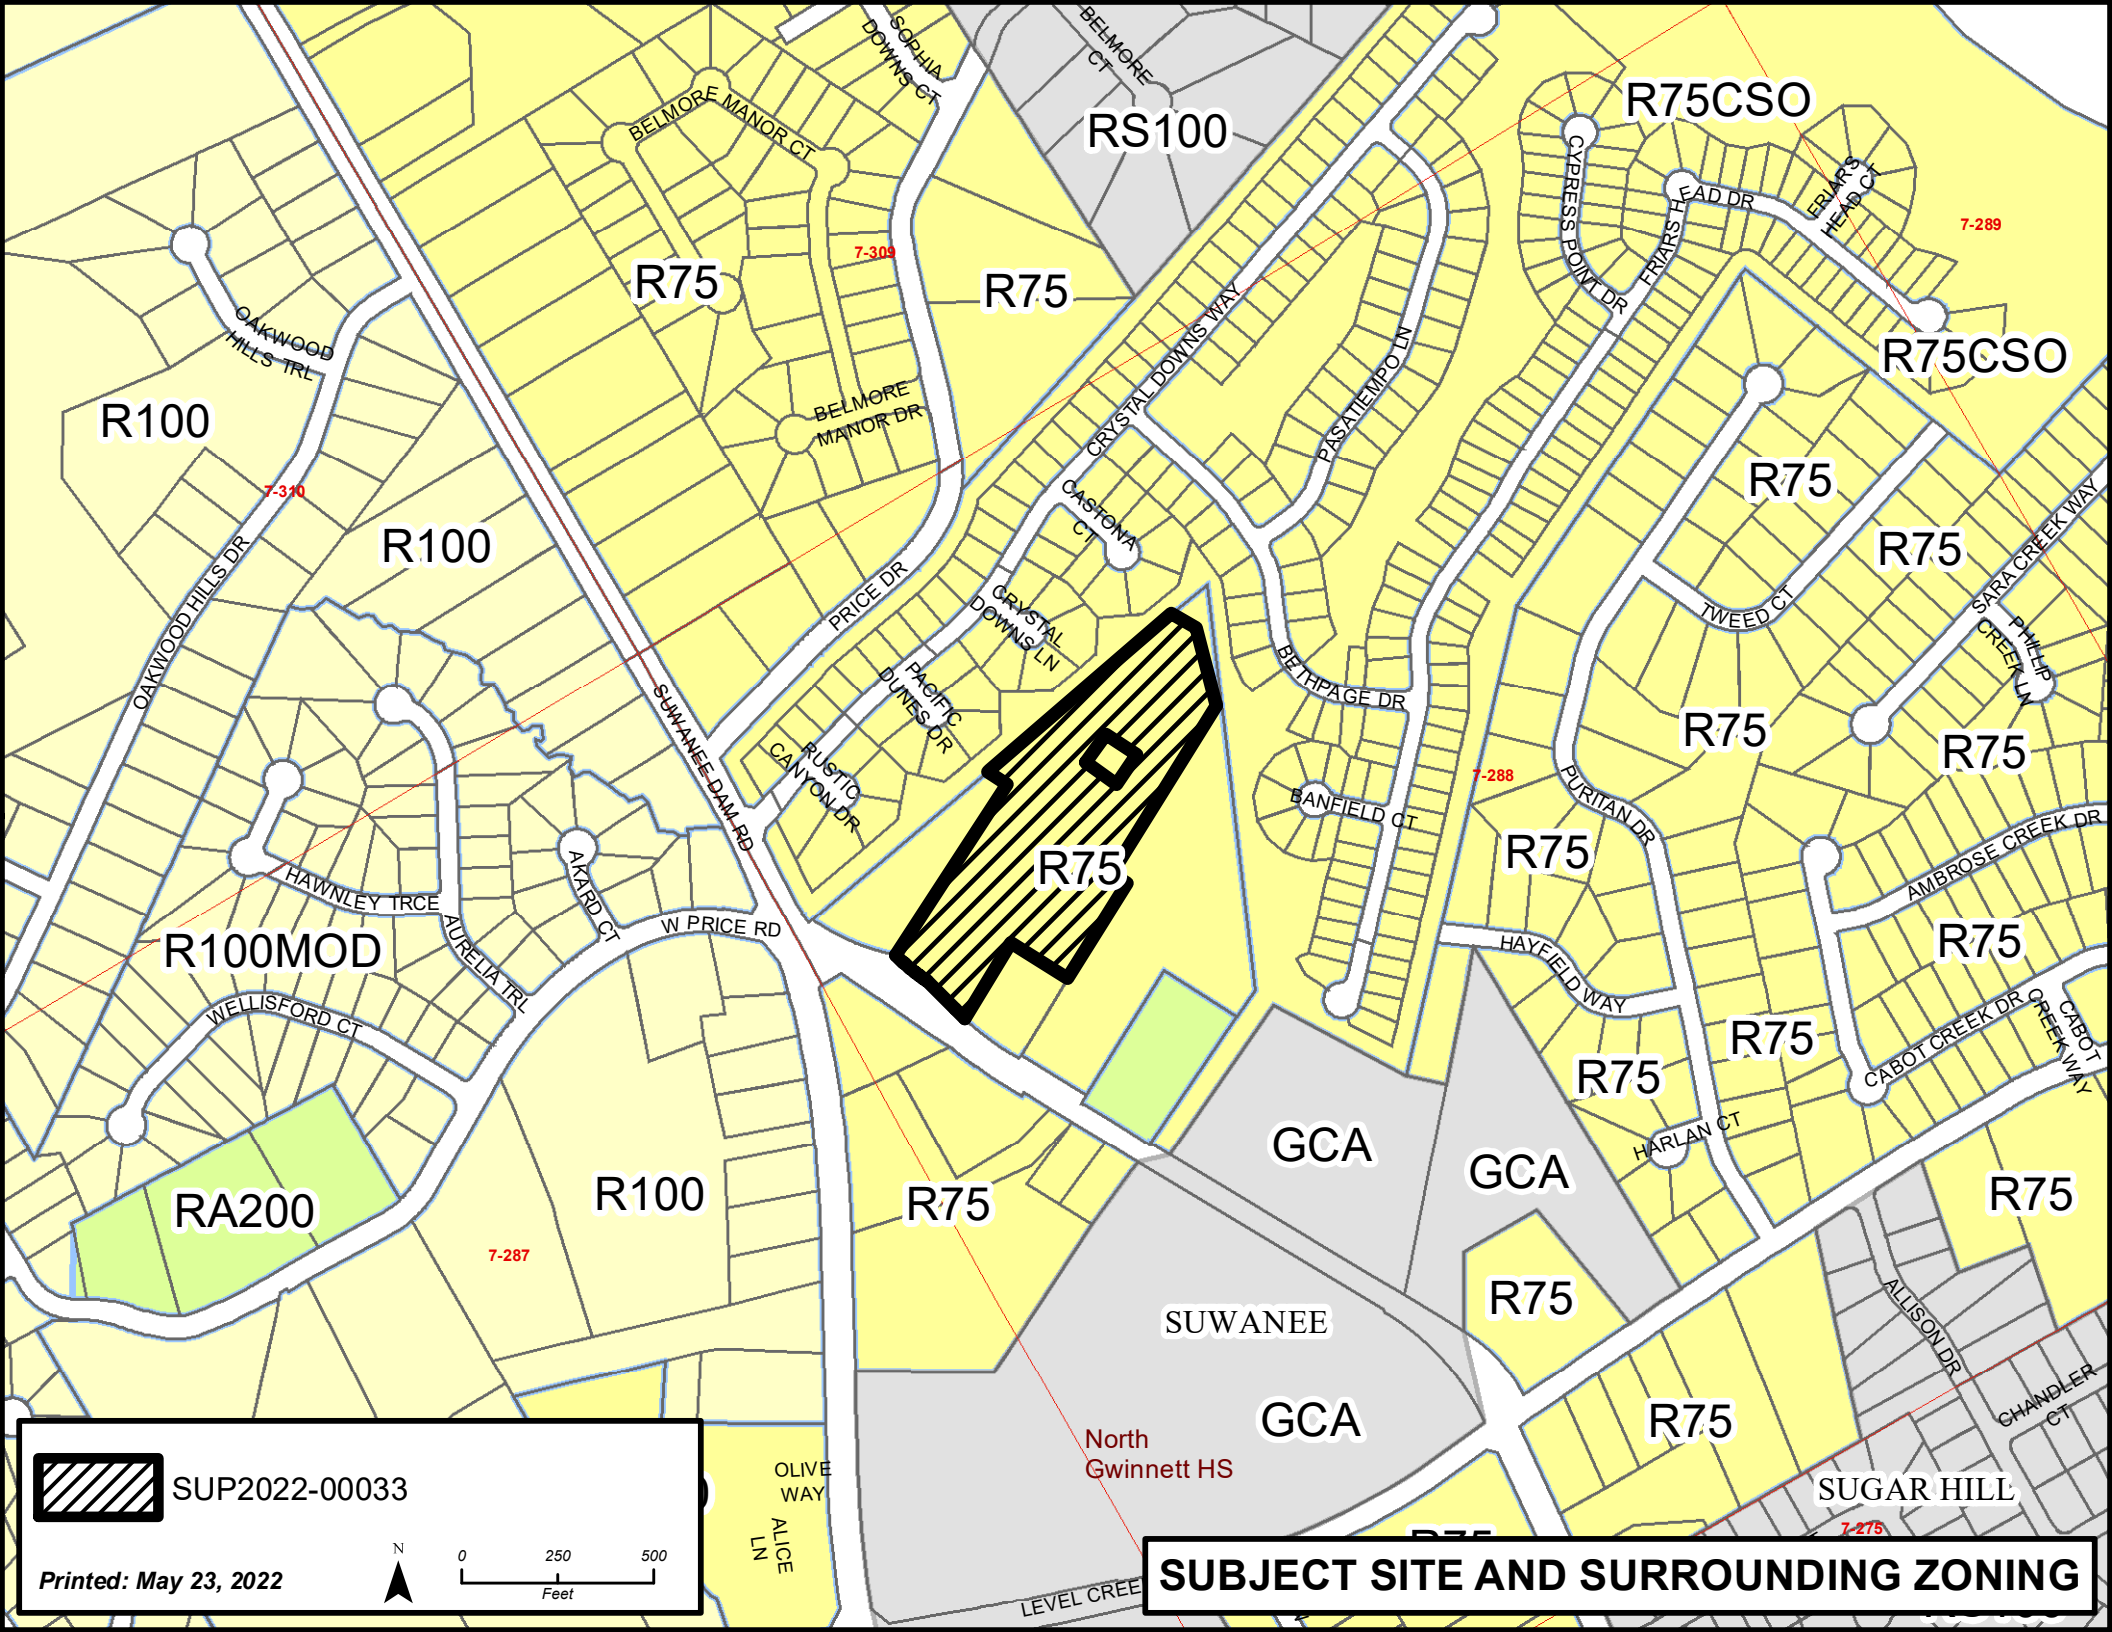 SOPHIA
DOWNS CT
BELMORE
CT
BELMORE MANOR CT
RS100
R75CSO
CYPRESS POINT DR
FRIARS HEAD DR
FRIARS
HEAD CT
7-289
7-309
R75
R75
OAKWOOD
HILLS TRL
R100
7-310
R100
BELMORE
MANOR DR
CRYSTAL DOWNS WAY
PASATIEMPO LN
R75CSO
R75
R75
CASTONA
CT
SARA CREEK WAY
OAKWOOD HILLS DR
PRICE DR
CRYSTAL
DOWNS LN
TWEED CT
PHILLIP
CREEK LN
BETHPAGE DR
SUWANEE DAM RD
PACIFIC
DUNES DR
RUSTIC
CANYON DR
R75
R75
7-288
BANFIELD CT
PURITAN DR
AMBROSE CREEK DR
R75
R75
HAWNLEY TRCE
AKARD CT
AURELIA TRL
W PRICE RD
R100MOD
WELLISFORD CT
HAYFIELD WAY
R75
R75
R75
CABOT CREEK DR
CABOT
CREEK WAY
HARLAN CT
GCA
GCA
RA200
R100
R75
R75
7-287
R75
SUWANEE
ALLISON DR
CHANDLER
CT
GCA
R75
North
Gwinnett HS
SUGAR HILL
7-275
OLIVE
WAY
ALICE
LN
R75
LEVEL CREE
SUP2022-00033
N
0 250 500
Feet
Printed: May 23, 2022
SUBJECT SITE AND SURROUNDING ZONING